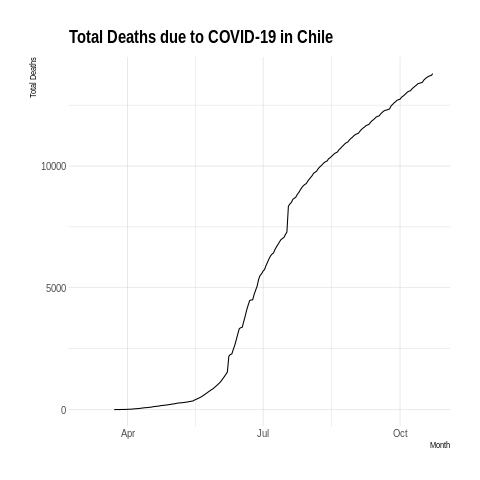 Total Deaths due to COVID-19 in Chile
Total Deaths
10000
5000
0
Apr
Jul
Oct
Month